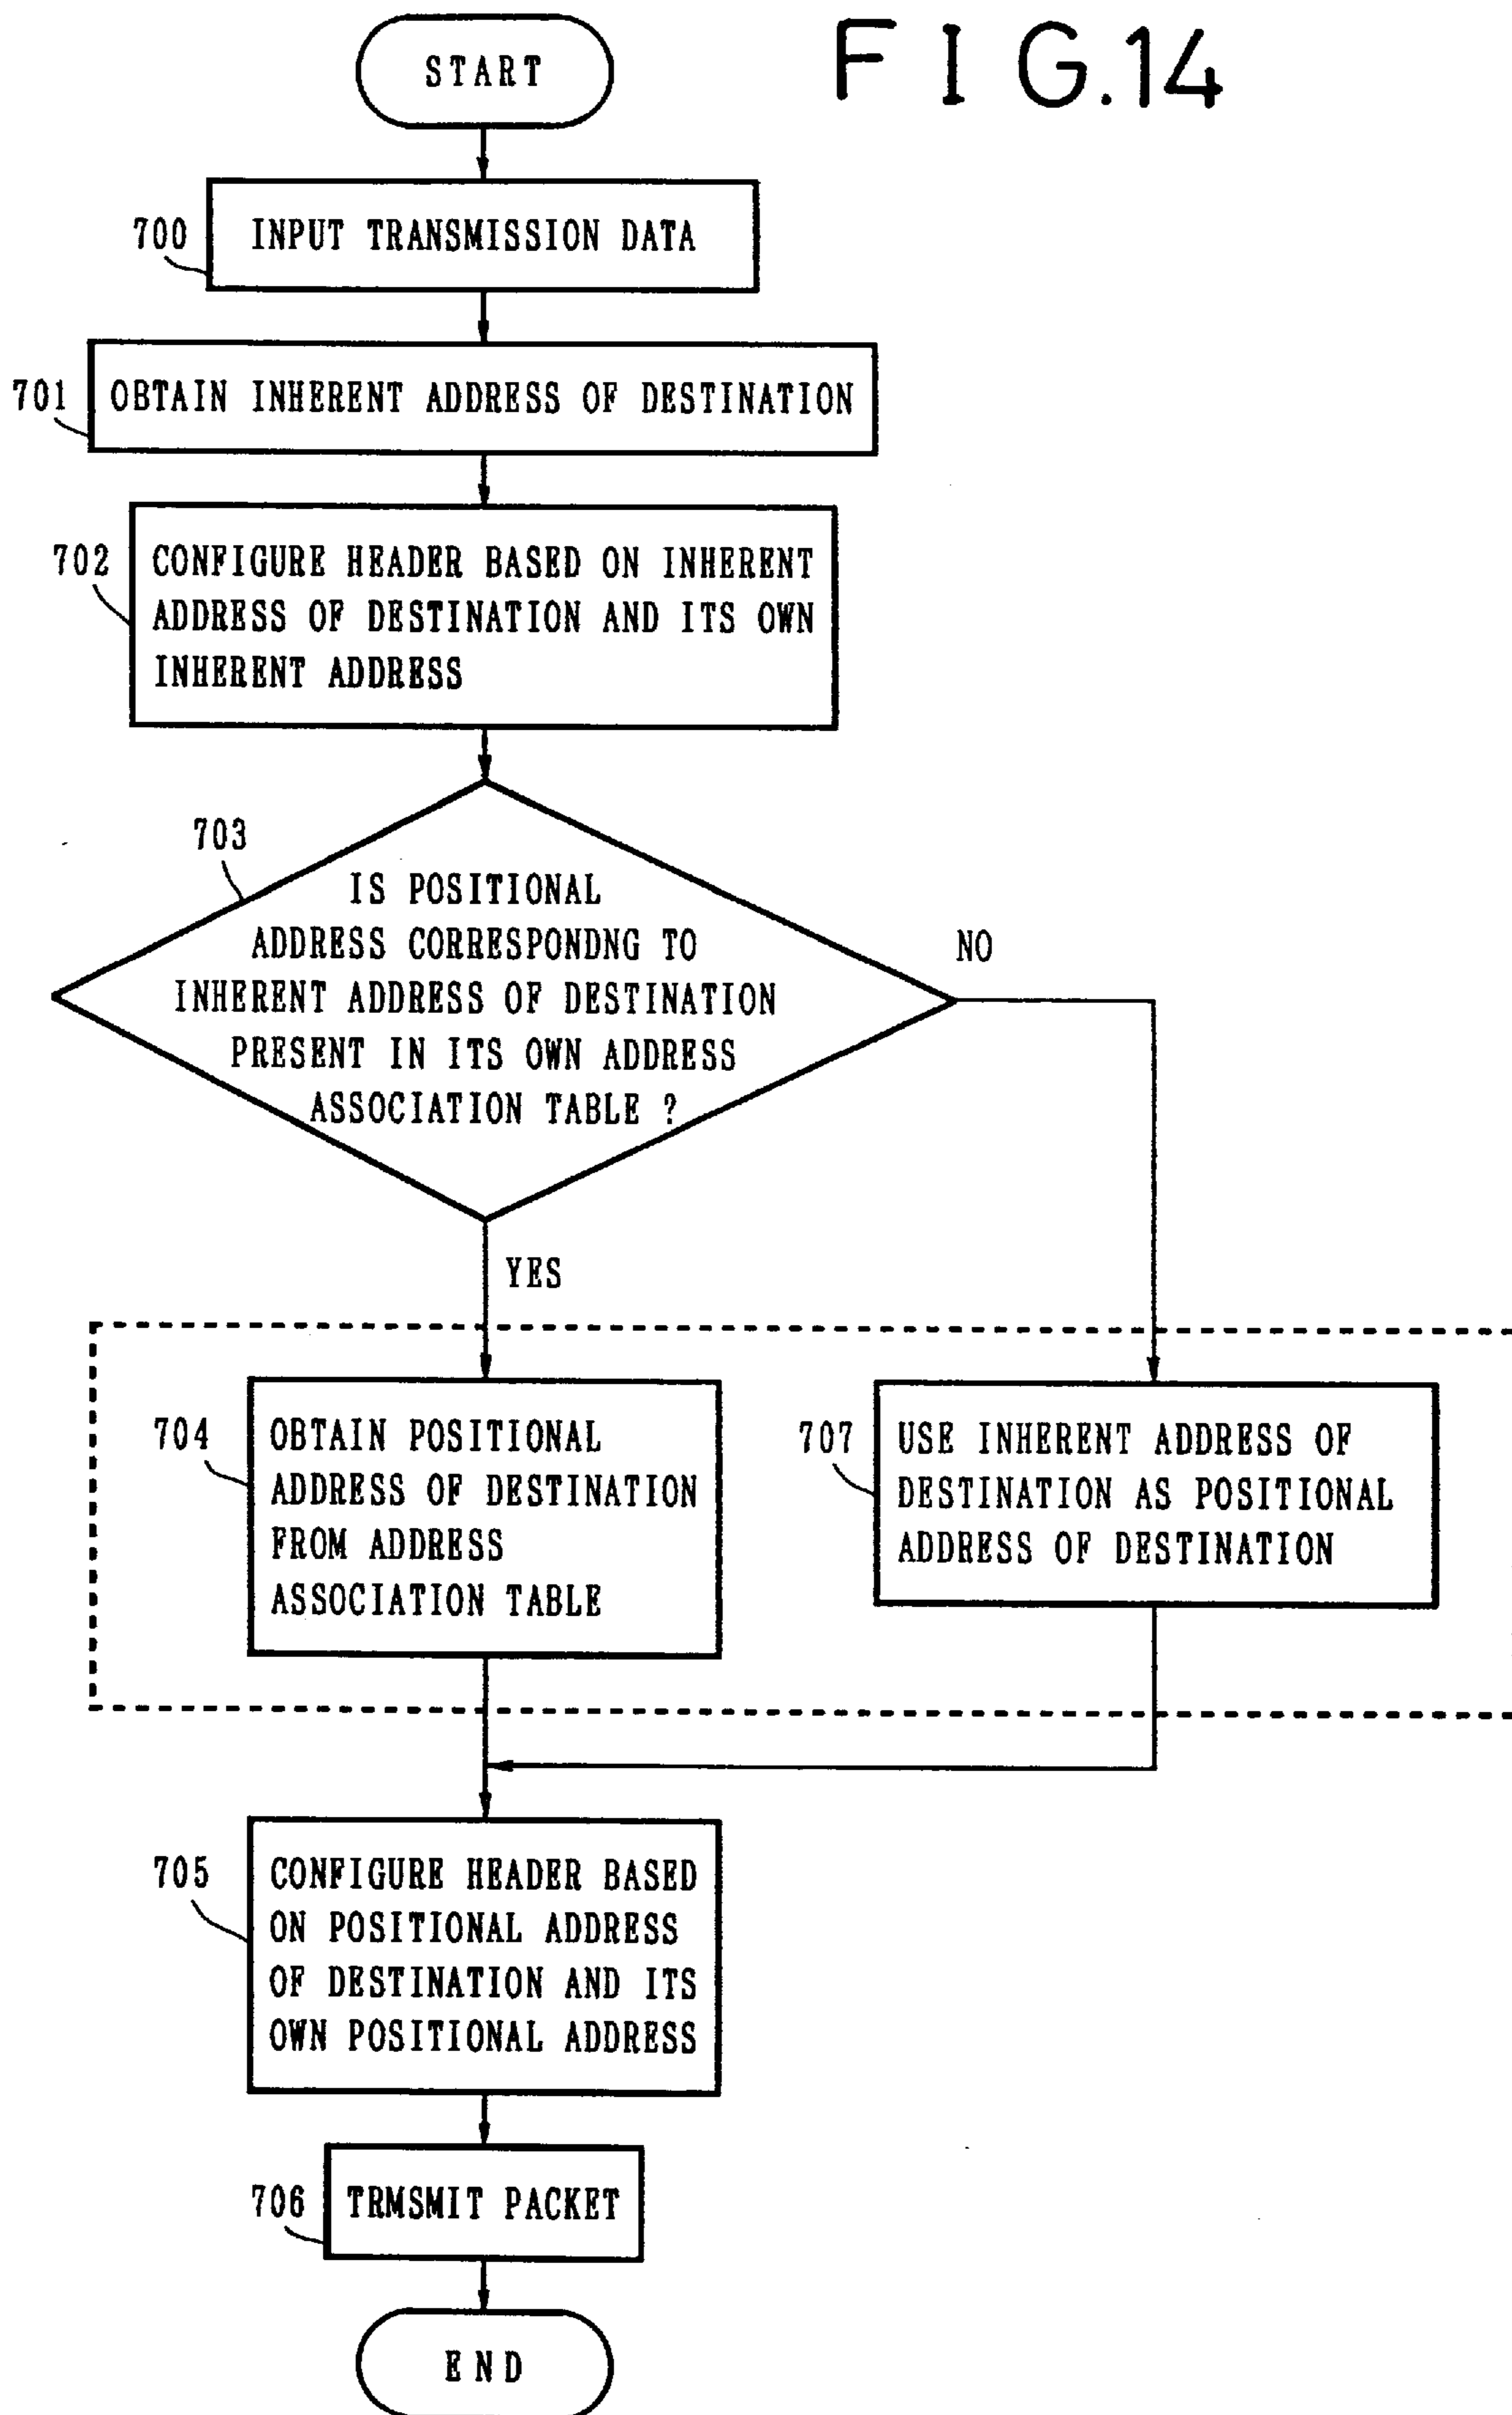 START
FIG.14
700
INPUT TRANSMISSION DATA
701
OBTAIN INHERENT ADDRESS OF DESTINATION
702
CONFIGURE HEADER BASED ON INHERENT
ADDRESS OF DESTINATION AND ITS OWN
INHERENT ADDRESS
703
IS POSITIONAL
ADDRESS CORRESPONDNG TO
INHERENT ADDRESS OF DESTINATION
PRESENT IN ITS OWN ADDRESS
ASSOCIATION TABLE ?
NO
YES
704
OBTAIN POSITIONAL
ADDRESS OF DESTINATION
FROM ADDRESS
ASSOCIATION TABLE
707
USE INHERENT ADDRESS OF
DESTINATION AS POSITIONAL
ADDRESS OF DESTINATION
705
CONFIGURE HEADER BASED
ON POSITIONAL ADDRESS
OF DESTINATION AND ITS
OWN POSITIONAL ADDRESS
706
TRMSMIT PACKET
END